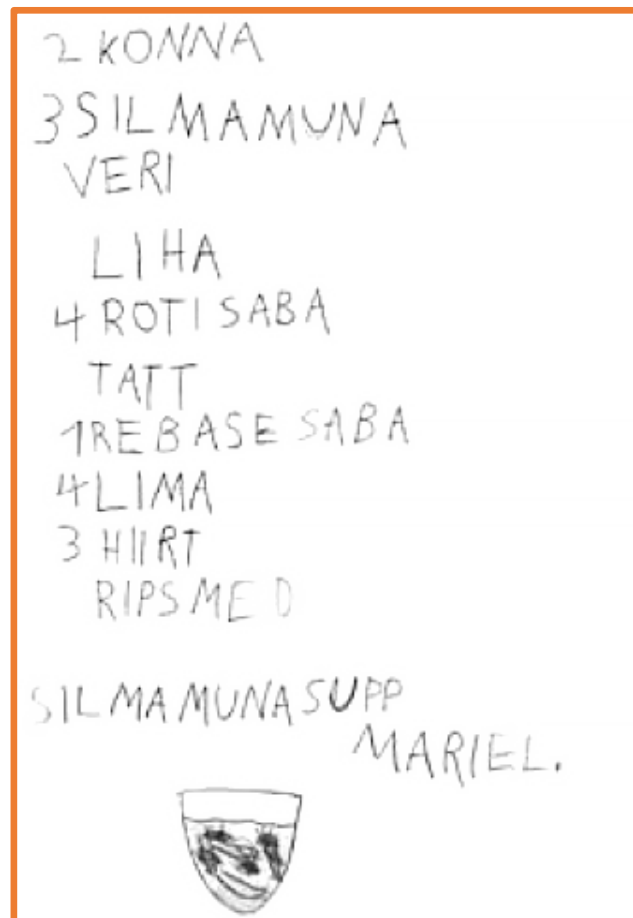 2 KONNA
3 SILMAMUNA
VERI
LIHA
4 ROTI SABA
TATT
1 REBASE SABA
4 LIMA
3 HIIRT
RIPSMED
SILMAMUNASUPP
MARIEL.